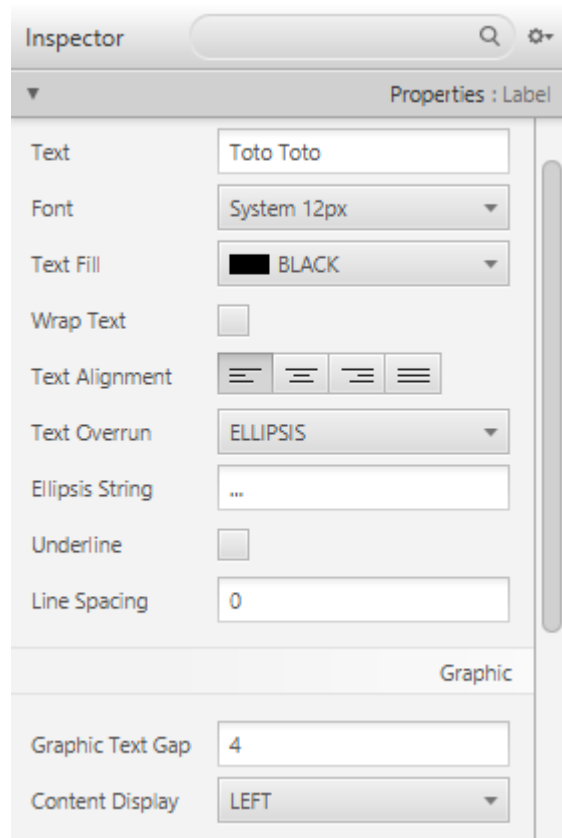 Inspector
Properties : Label
Text Toto Toto
Font System 12px
Text Fill BLACK
Wrap Text
Text Alignment
Text Overrun ELLIPSIS
Ellipsis String ...
Underline
Line Spacing 0
Graphic
Graphic Text Gap 4
Content Display LEFT